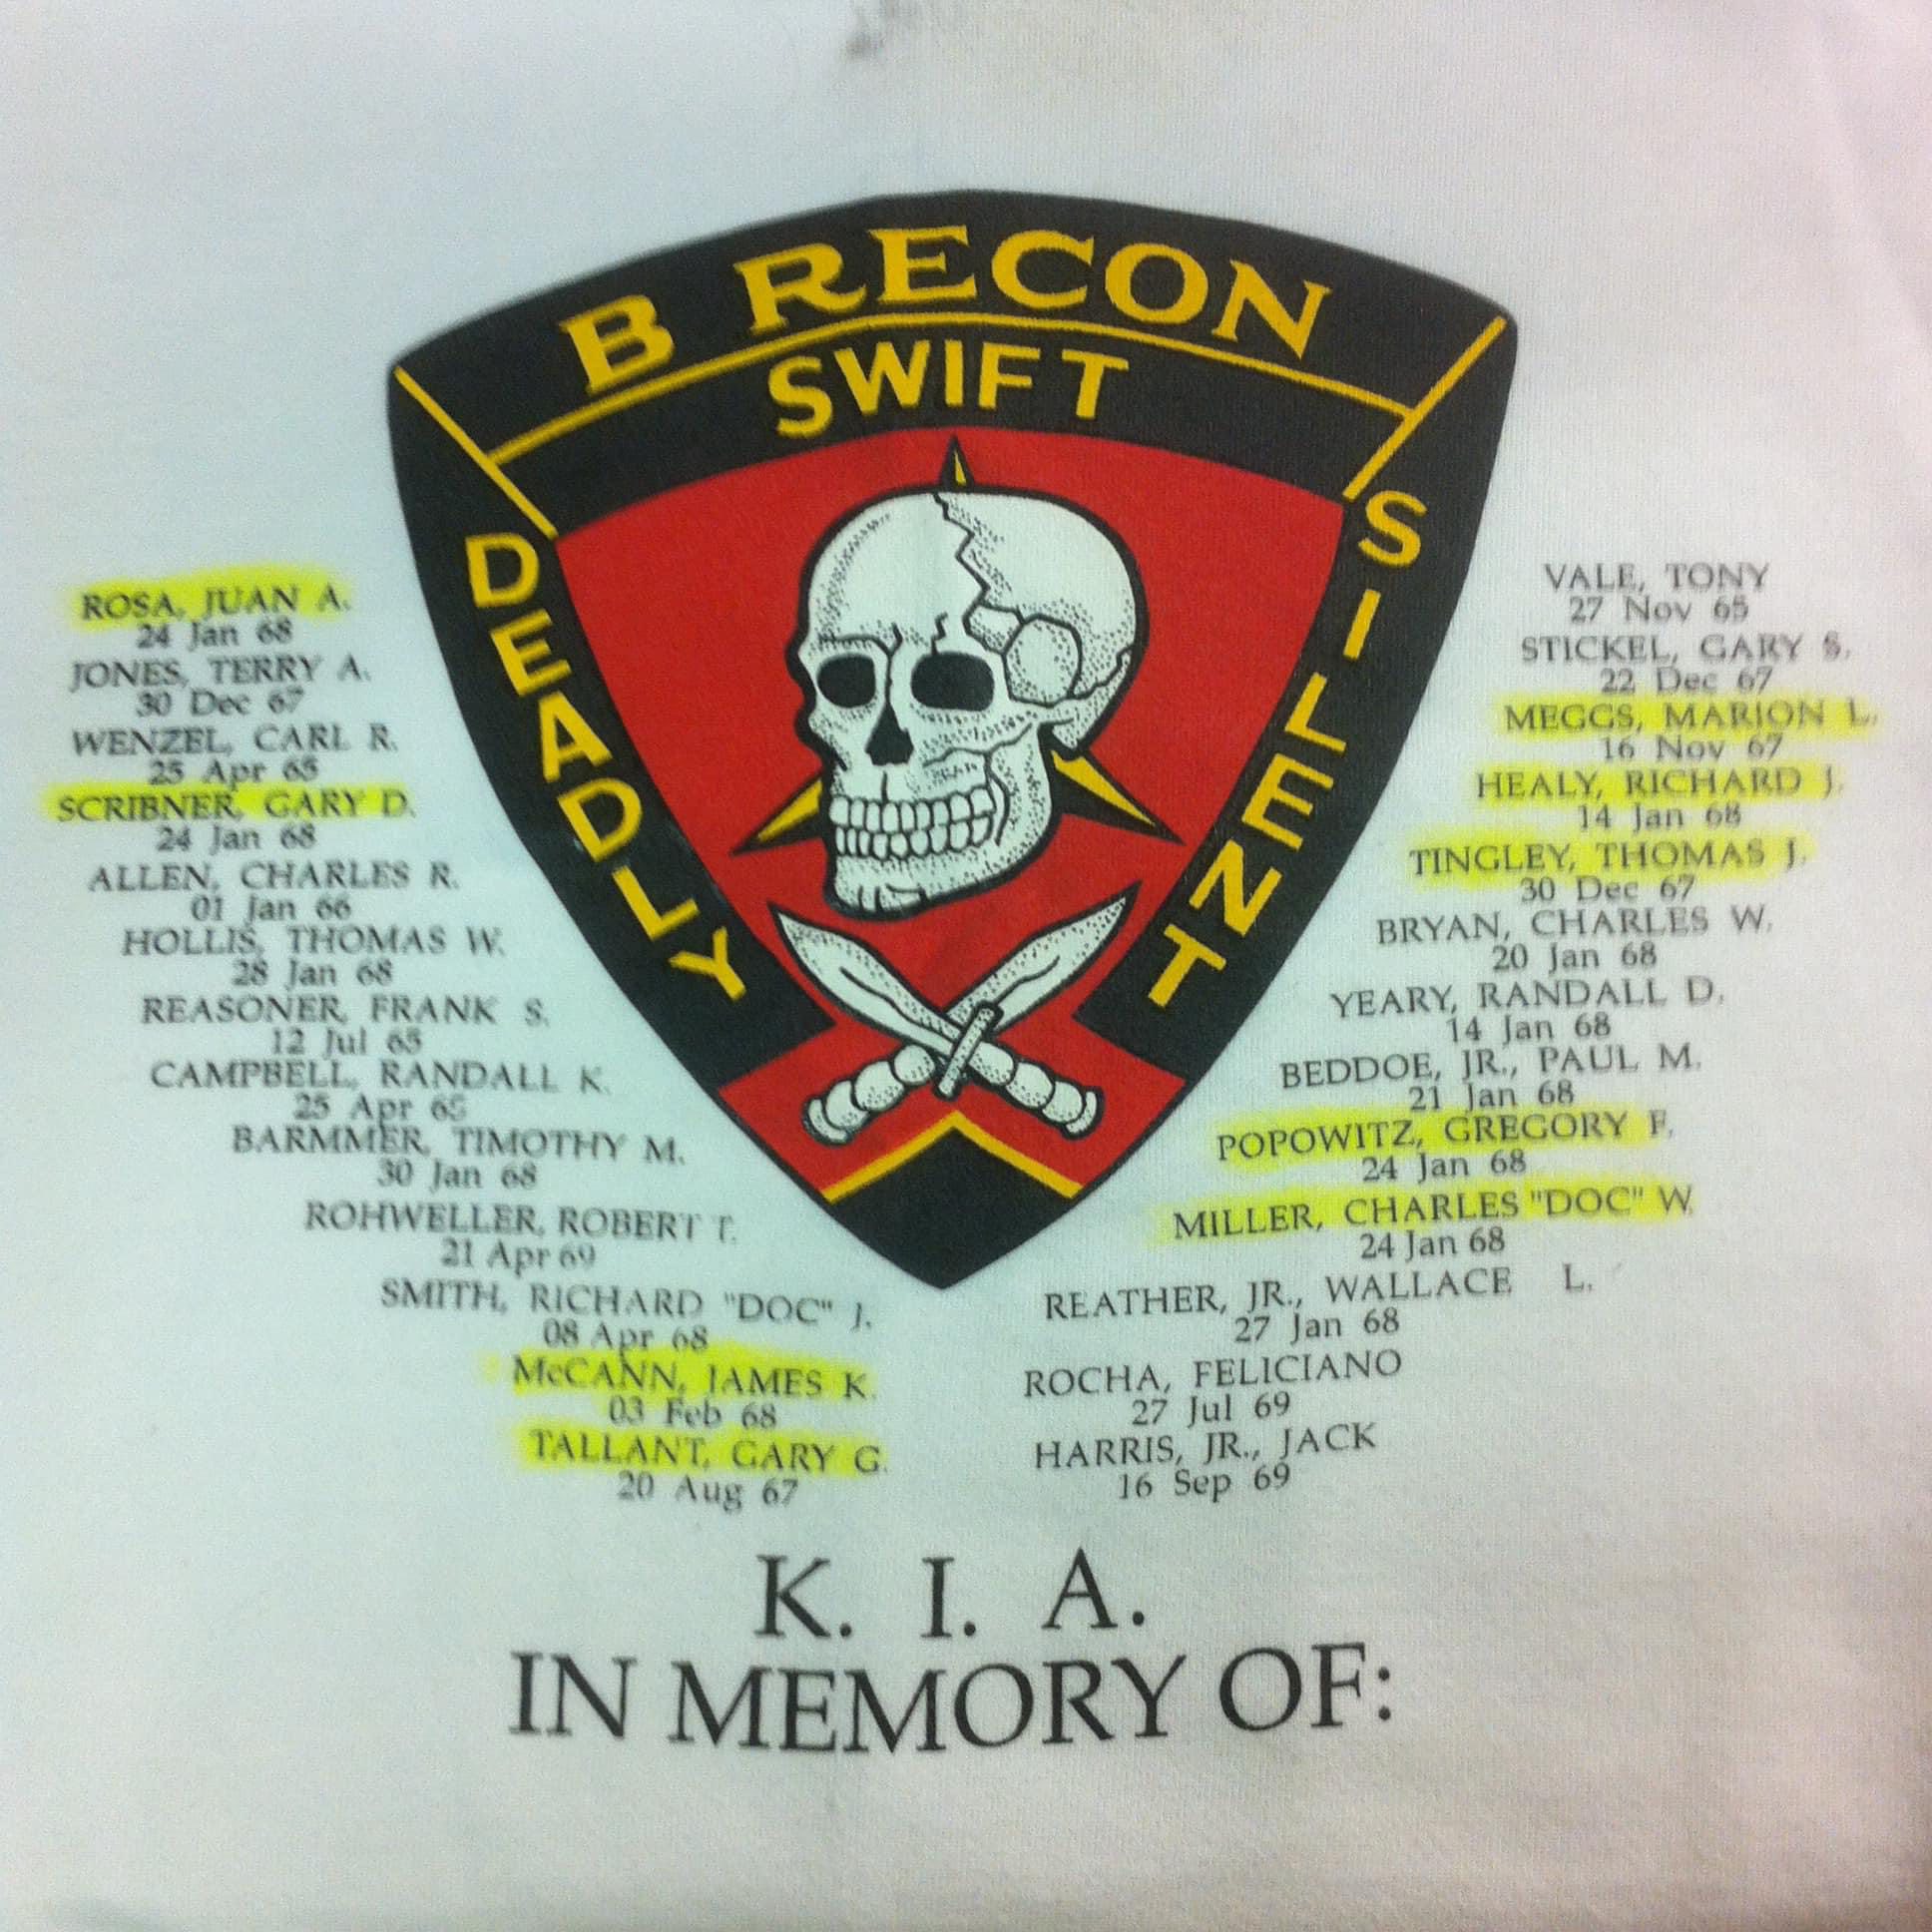 B RECON
SWIFT
DEADLY
SILENT
ROSA, JUAN A.
24 Jan 68
JONES, TERRY A.
30 Dec 67
WENZEL, CARL R.
25 Apr 65
SCRIBNER, GARY D.
24 Jan 68
ALLEN, CHARLES R.
01 Jan 66
HOLLIS, THOMAS W.
28 Jan 68
REASONER, FRANK S.
12 Jul 65
CAMPBELL, RANDALL K.
25 Apr 65
BARMMER, TIMOTHY M.
30 Jan 68
ROHWELLER, ROBERT T.
21 Apr 69
SMITH, RICHARD "DOC" J.
08 Apr 68
McCANN, JAMES K.
03 Feb 68
TALLANT, GARY G.
20 Aug 67
VALE, TONY
27 Nov 65
STICKEL, GARY S.
22 Dec 67
MEGGS, MARION L.
16 Nov 67
HEALY, RICHARD J.
14 Jan 68
TINGLEY, THOMAS J.
30 Dec 67
BRYAN, CHARLES W.
20 Jan 68
YEARY, RANDALL D.
14 Jan 68
BEDDOE, JR., PAUL M.
21 Jan 68
POPOWITZ, GREGORY F.
24 Jan 68
MILLER, CHARLES "DOC" W.
24 Jan 68
REATHER, JR., WALLACE L.
27 Jan 68
ROCHA, FELICIANO
27 Jul 69
HARRIS, JR., JACK
16 Sep 69
K. I. A.
IN MEMORY OF: